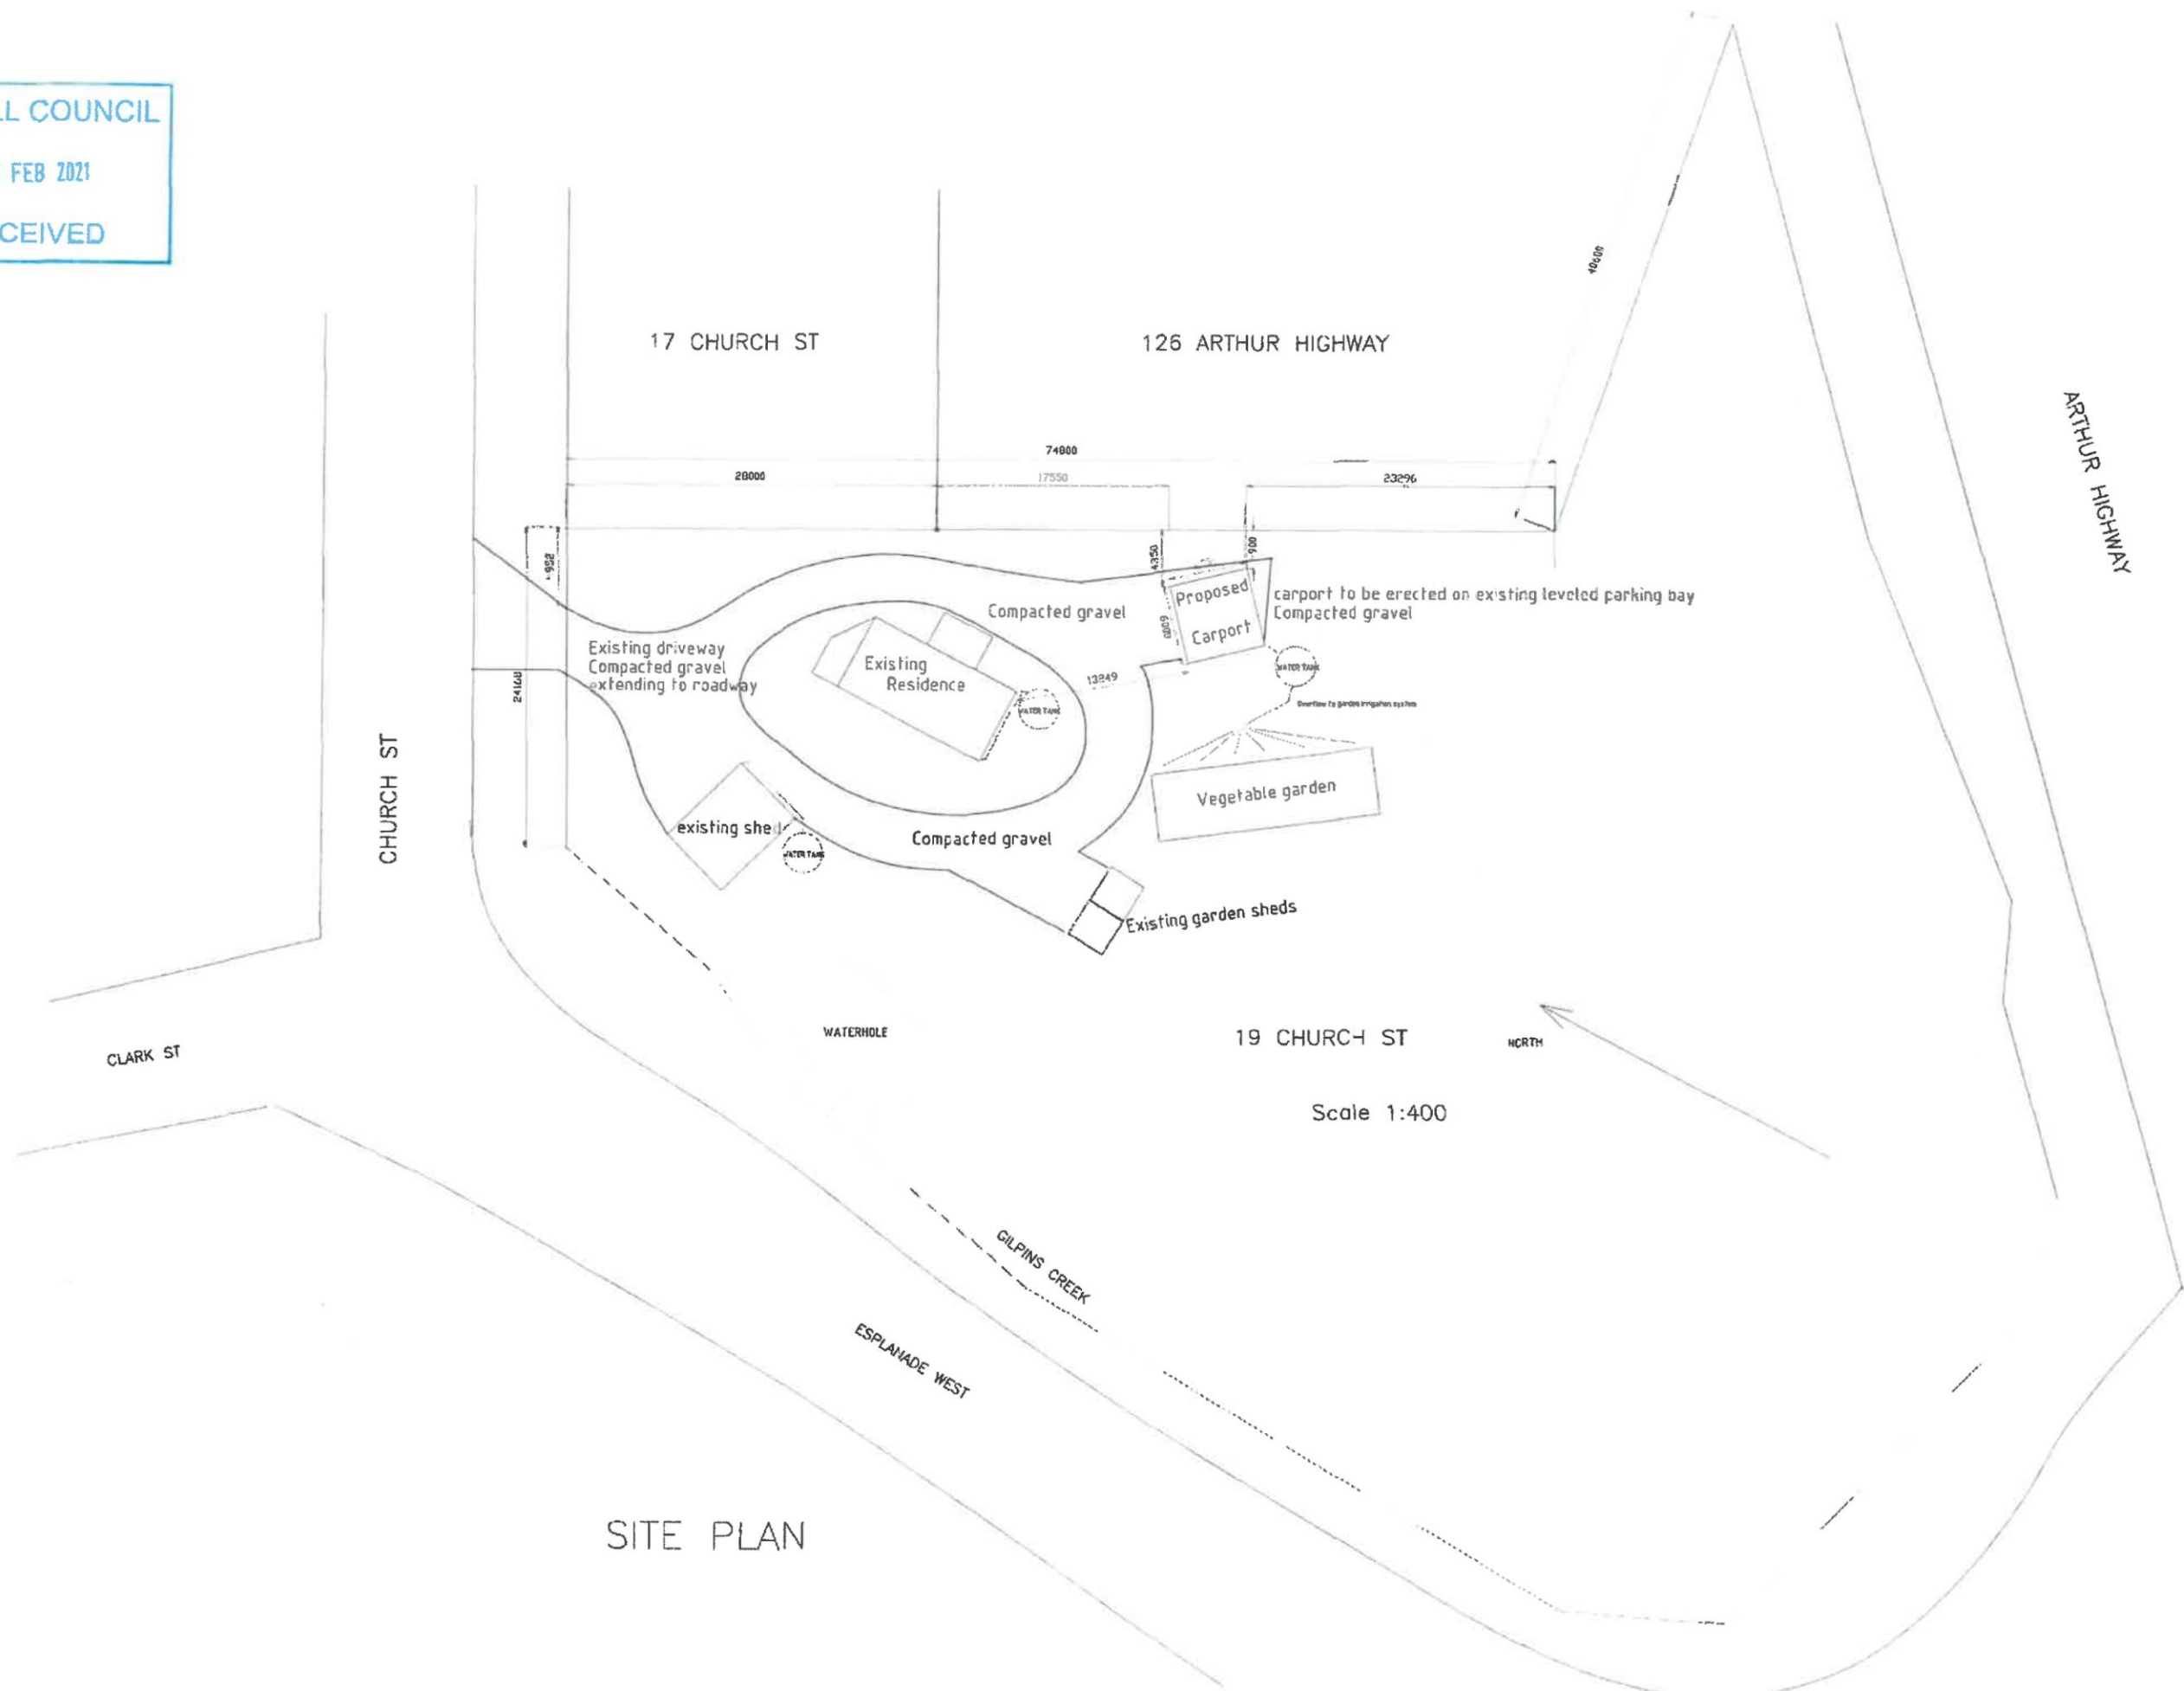 LL COUNCIL
FEB 2021
CEIVED
17 CHURCH ST
126 ARTHUR HIGHWAY
40600
ARTHUR HIGHWAY
74800
28000
17550
23296
4350
900
Proposed
Carport
carport to be erected on existing leveled parking bay
Compacted gravel
Compacted gravel
Existing driveway
Compacted gravel
extending to roadway
Existing
Residence
WATER TANK
13849
WATER TANK
Overflow to garden irrigation system
24168
CHURCH ST
Vegetable garden
existing shed
WATER TANK
Compacted gravel
Existing garden sheds
WATERHOLE
19 CHURCH ST
NORTH
CLARK ST
Scale 1:400
GILPINS CREEK
ESPLANADE WEST
SITE PLAN